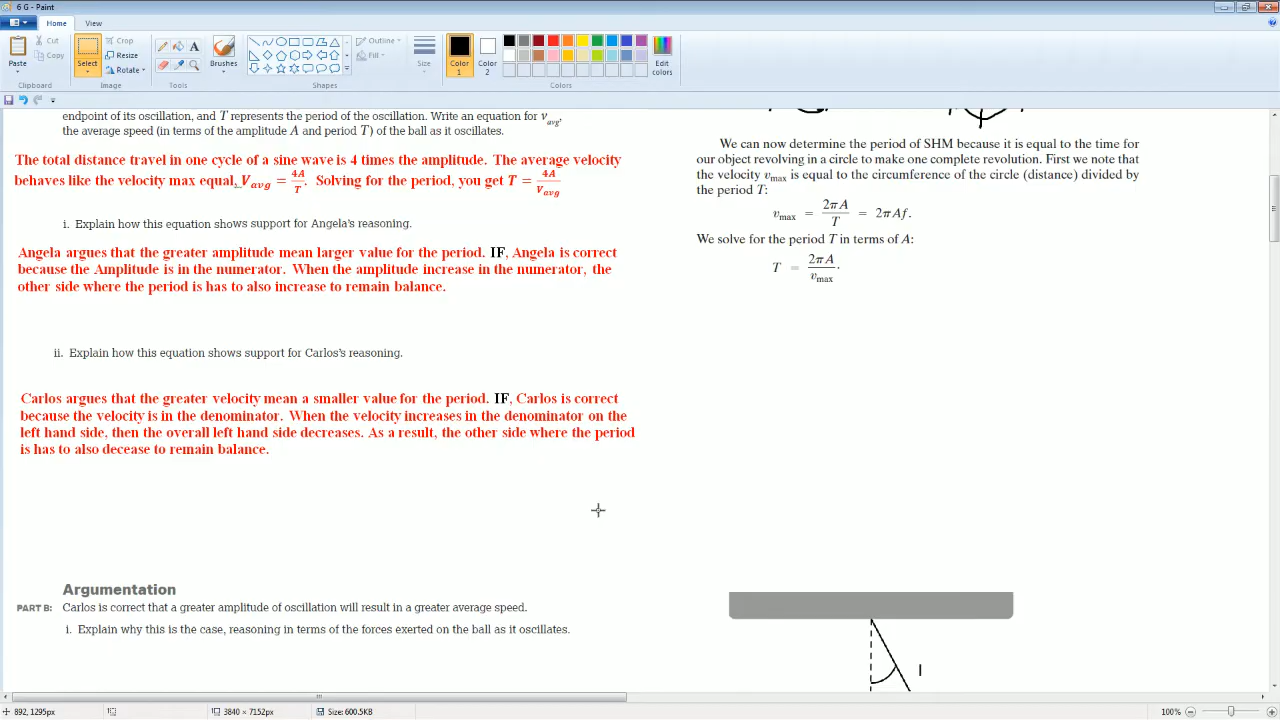 6 G - Paint
Home
View
Paste
Cut
Copy
Clipboard
Select
Crop
Resize
Rotate
Image
Tools
Brushes
Shapes
Outline
Fill
Size
Color 1
Color 2
Edit colors
Colors
endpoint of its oscillation, and T represents the period of the oscillation. Write an equation for v_avg,
the average speed (in terms of the amplitude A and period T) of the ball as it oscillates.
The total distance travel in one cycle of a sine wave is 4 times the amplitude. The average velocity
behaves like the velocity max equal, V_avg = 4A/T. Solving for the period, you get T = 4A/V_avg
i. Explain how this equation shows support for Angela's reasoning.
Angela argues that the greater amplitude mean larger value for the period. IF, Angela is correct
because the Amplitude is in the numerator. When the amplitude increase in the numerator, the
other side where the period is has to also increase to remain balance.
ii. Explain how this equation shows support for Carlos's reasoning.
Carlos argues that the greater velocity mean a smaller value for the period. IF, Carlos is correct
because the velocity is in the denominator. When the velocity increases in the denominator on the
left hand side, then the overall left hand side decreases. As a result, the other side where the period
is has to also decease to remain balance.
Argumentation
PART B: Carlos is correct that a greater amplitude of oscillation will result in a greater average speed.
i. Explain why this is the case, reasoning in terms of the forces exerted on the ball as it oscillates.
We can now determine the period of SHM because it is equal to the time for
our object revolving in a circle to make one complete revolution. First we note that
the velocity v_max is equal to the circumference of the circle (distance) divided by
the period T:
v_max = 2πA/T = 2πAf.
We solve for the period T in terms of A:
T = 2πA/v_max.
l
892, 1295px
3840 × 7152px
Size: 600.5KB
100%